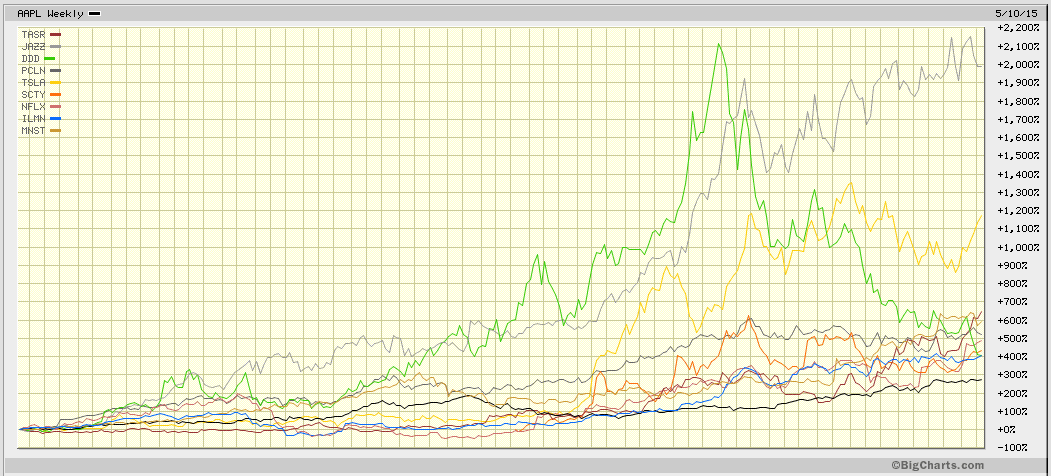 AAPL Weekly
5/10/15
TASR
JAZZ
DDD
PCLN
TSLA
SCTY
NFLX
ILMN
MNST
+2,200%
+2,100%
+2,000%
+1,900%
+1,800%
+1,700%
+1,600%
+1,500%
+1,400%
+1,300%
+1,200%
+1,100%
+1,000%
+900%
+800%
+700%
+600%
+500%
+400%
+300%
+200%
+100%
+0%
-100%
©BigCharts.com